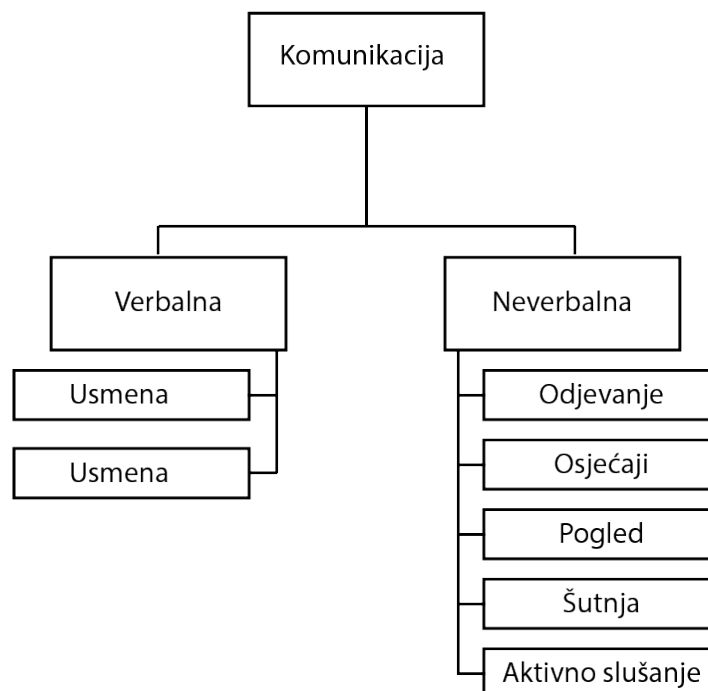 Komunikacija
Verbalna
Neverbalna
Usmena
Usmena
Odjevanje
Osjećaji
Pogled
Šutnja
Aktivno slušanje